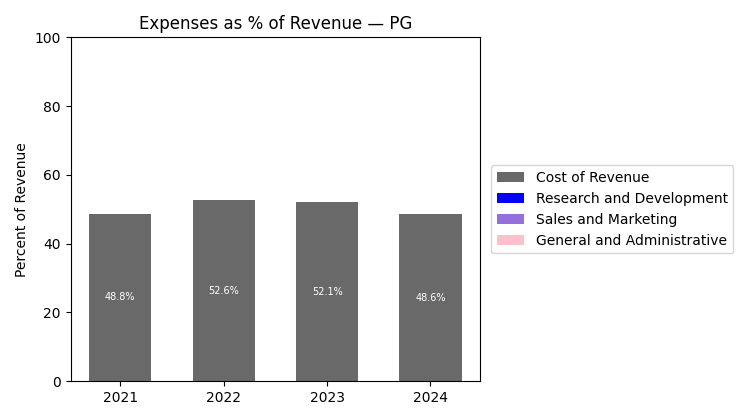 Expenses as % of Revenue — PG
Percent of Revenue
100
80
60
40
20
0
48.8%
52.6%
52.1%
48.6%
2021
2022
2023
2024
Cost of Revenue
Research and Development
Sales and Marketing
General and Administrative